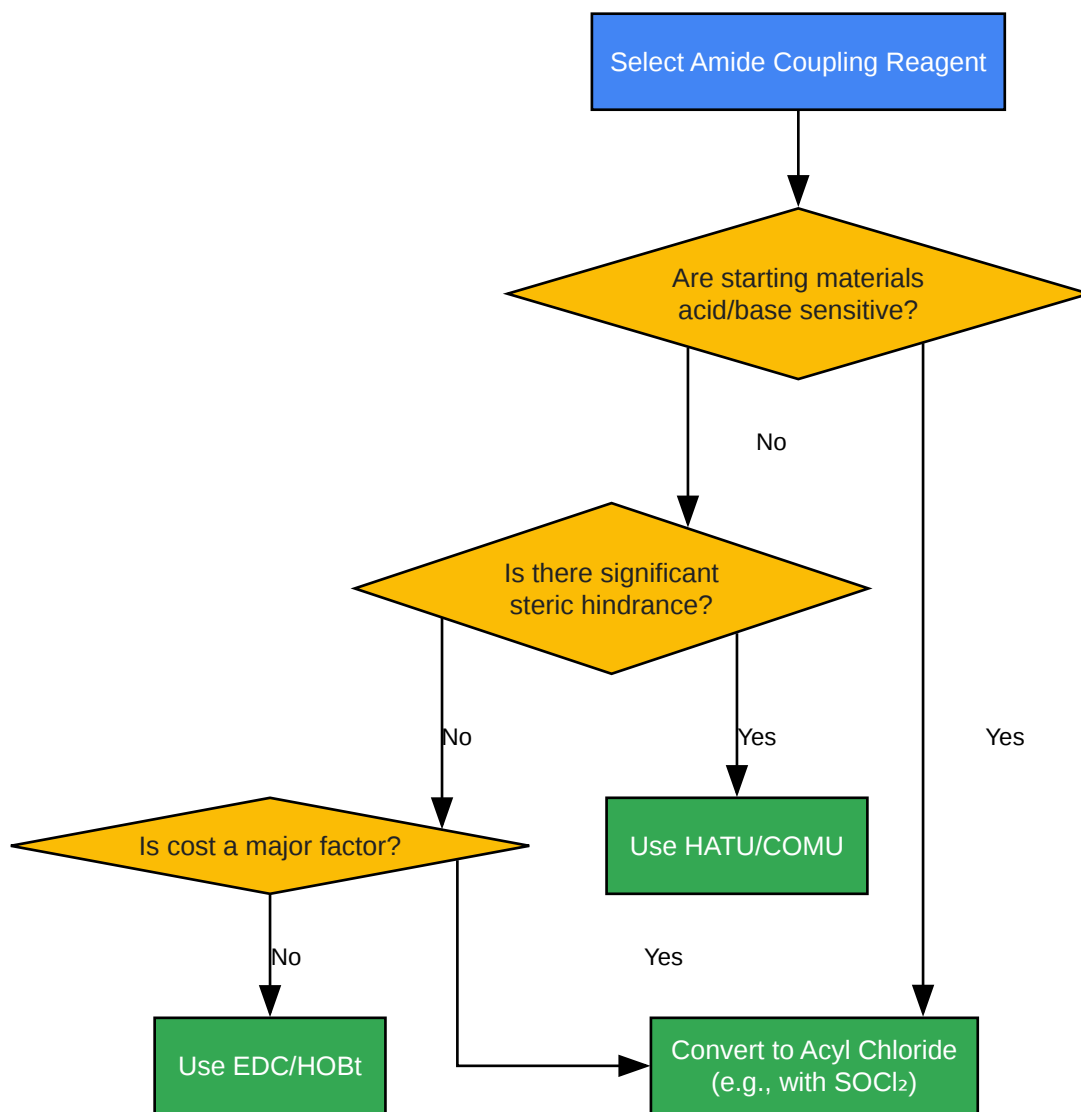 Select Amide Coupling Reagent
Are starting materials
acid/base sensitive?
No
Is there significant
steric hindrance?
No
Yes
Yes
Is cost a major factor?
Use HATU/COMU
No
Yes
Use EDC/HOBt
Convert to Acyl Chloride
(e.g., with SOCl₂)